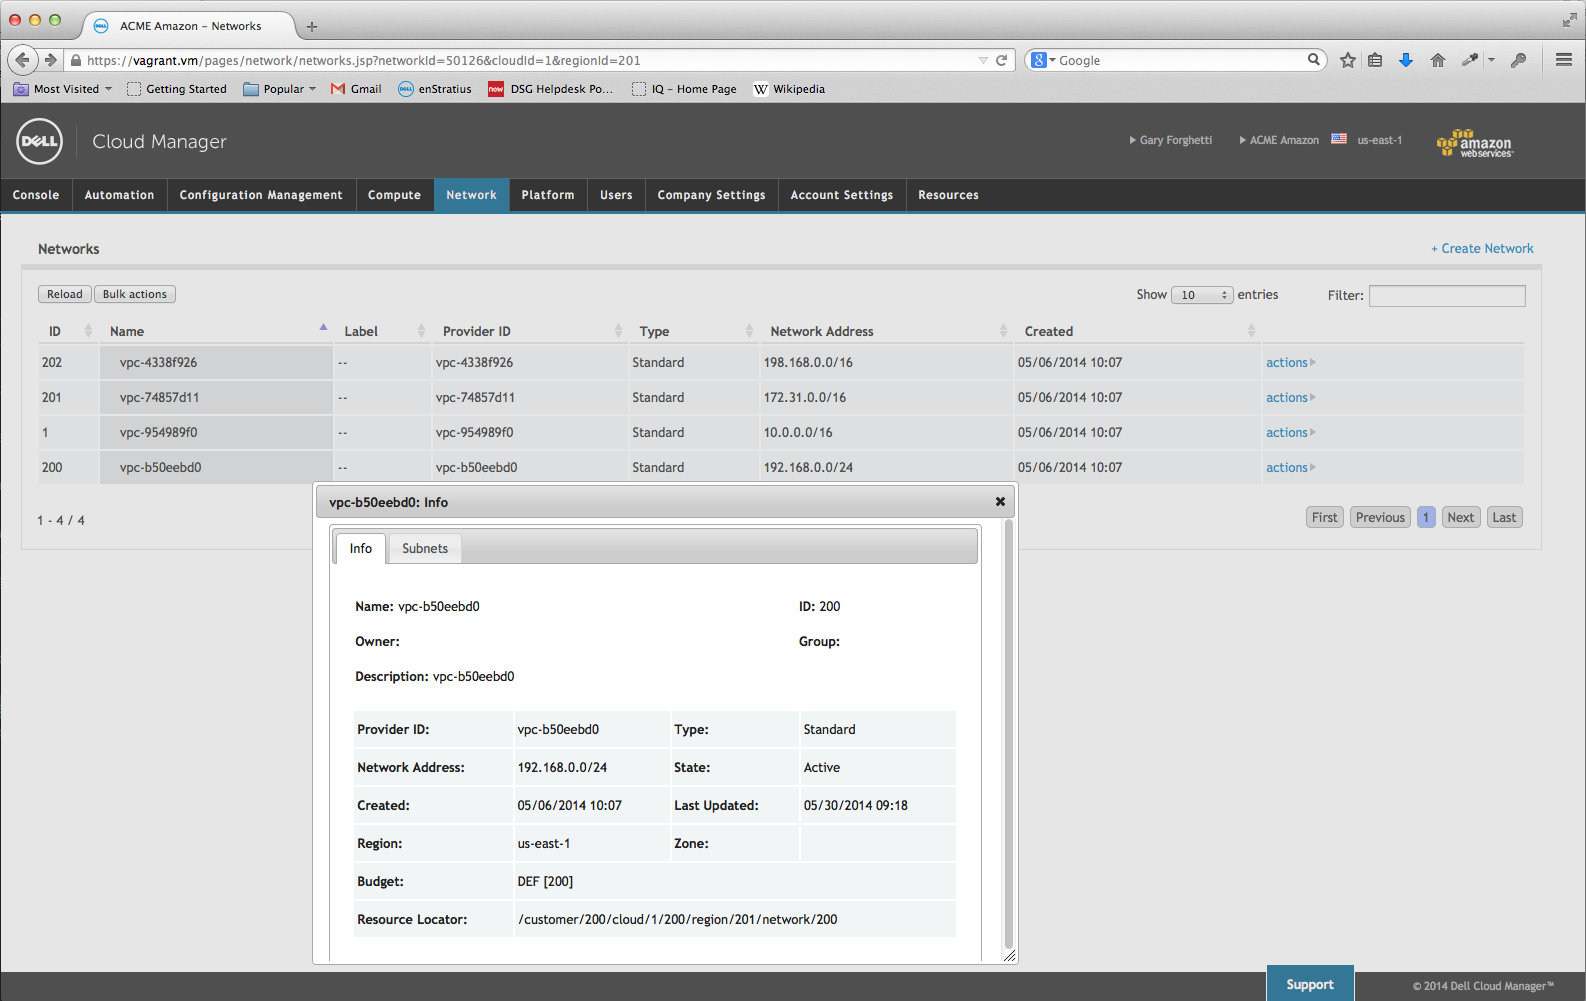 ACME Amazon – Networks
https://vagrant.vm/pages/network/networks.jsp?networkId=50126&cloudId=1&regionId=201
Google
Most Visited Getting Started Popular Gmail enStratius DSG Helpdesk Po... IQ – Home Page Wikipedia
DELL Cloud Manager Gary Forghetti ACME Amazon us-east-1 amazon web services™
Console Automation Configuration Management Compute Network Platform Users Company Settings Account Settings Resources
Networks + Create Network
Reload Bulk actions Show 10 entries Filter:
ID Name Label Provider ID Type Network Address Created
202 vpc-4338f926 -- vpc-4338f926 Standard 198.168.0.0/16 05/06/2014 10:07 actions
201 vpc-74857d11 -- vpc-74857d11 Standard 172.31.0.0/16 05/06/2014 10:07 actions
1 vpc-954989f0 -- vpc-954989f0 Standard 10.0.0.0/16 05/06/2014 10:07 actions
200 vpc-b50eebd0 -- vpc-b50eebd0 Standard 192.168.0.0/24 05/06/2014 10:07 actions
1 - 4 / 4 First Previous 1 Next Last
vpc-b50eebd0: Info
Info Subnets
Name: vpc-b50eebd0 ID: 200
Owner: Group:
Description: vpc-b50eebd0
Provider ID: vpc-b50eebd0 Type: Standard
Network Address: 192.168.0.0/24 State: Active
Created: 05/06/2014 10:07 Last Updated: 05/30/2014 09:18
Region: us-east-1 Zone:
Budget: DEF [200]
Resource Locator: /customer/200/cloud/1/200/region/201/network/200
Support © 2014 Dell Cloud Manager™